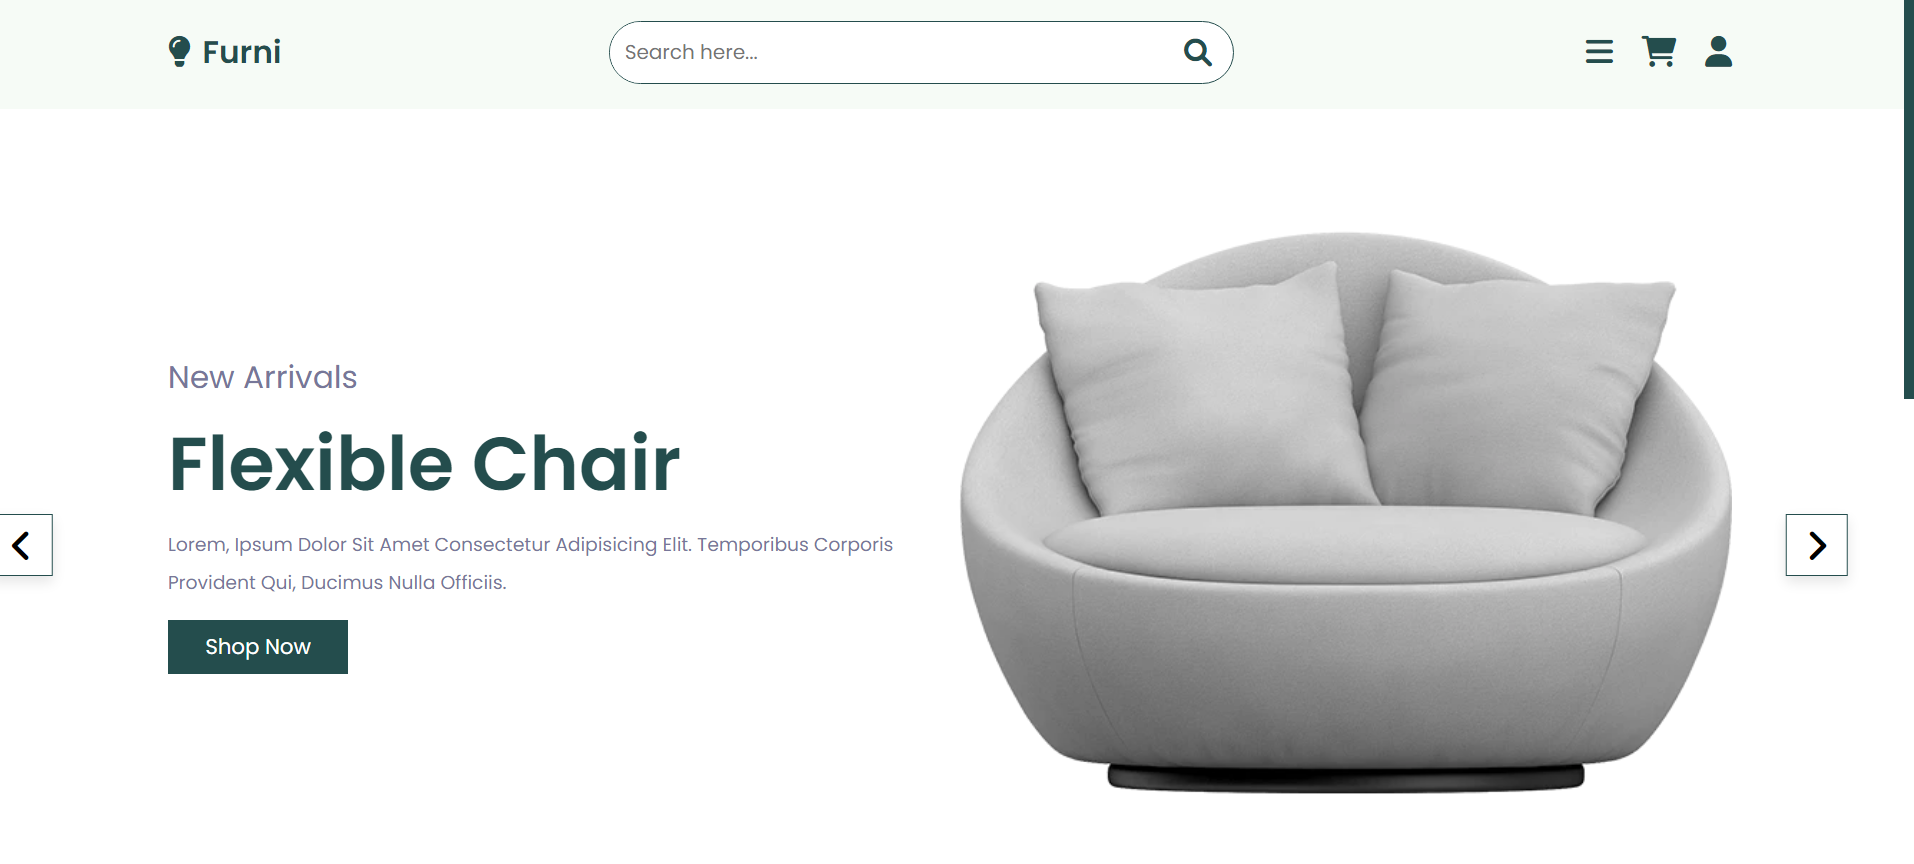 Furni
Search here...
New Arrivals
Flexible Chair
Lorem, Ipsum Dolor Sit Amet Consectetur Adipisicing Elit. Temporibus Corporis
Provident Qui, Ducimus Nulla Officiis.
Shop Now